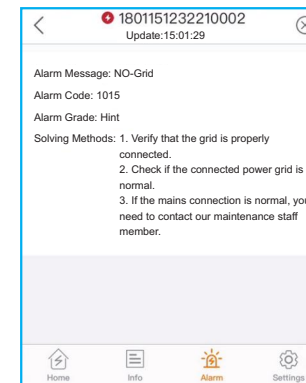 1801151232210002
Update:15:01:29
Alarm Message: NO-Grid
Alarm Code: 1015
Alarm Grade: Hint
Solving Methods: 1. Verify that the grid is properly
connected.
2. Check if the connected power grid is
normal.
3. If the mains connection is normal, you
need to contact our maintenance staff
member.
Home Info Alarm Settings